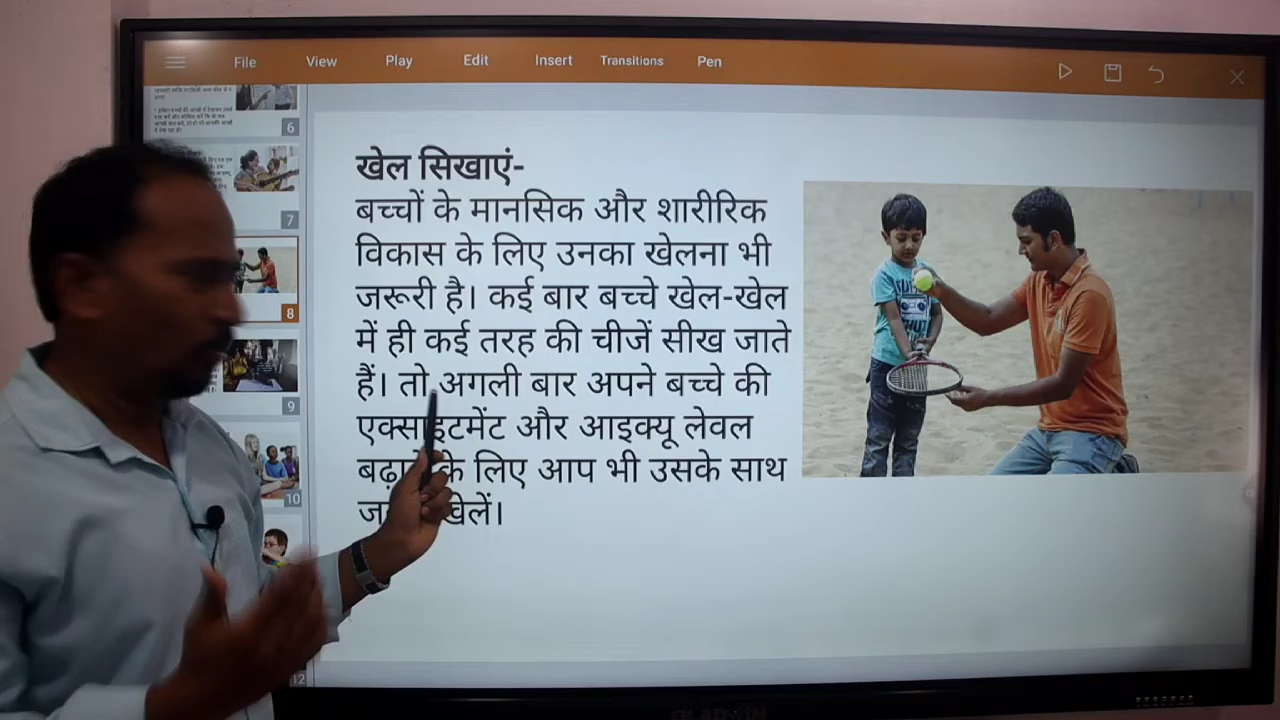 File View Play Edit Insert Transitions Pen
6
7
8
9
10
12
खेल सिखाएं-
बच्चों के मानसिक और शारीरिक
विकास के लिए उनका खेलना भी
जरूरी है। कई बार बच्चे खेल-खेल
में ही कई तरह की चीजें सीख जाते
हैं। तो अगली बार अपने बच्चे की
एक्साइटमेंट और आइक्यू लेवल
के लिए आप भी उसके साथ
खेलें।